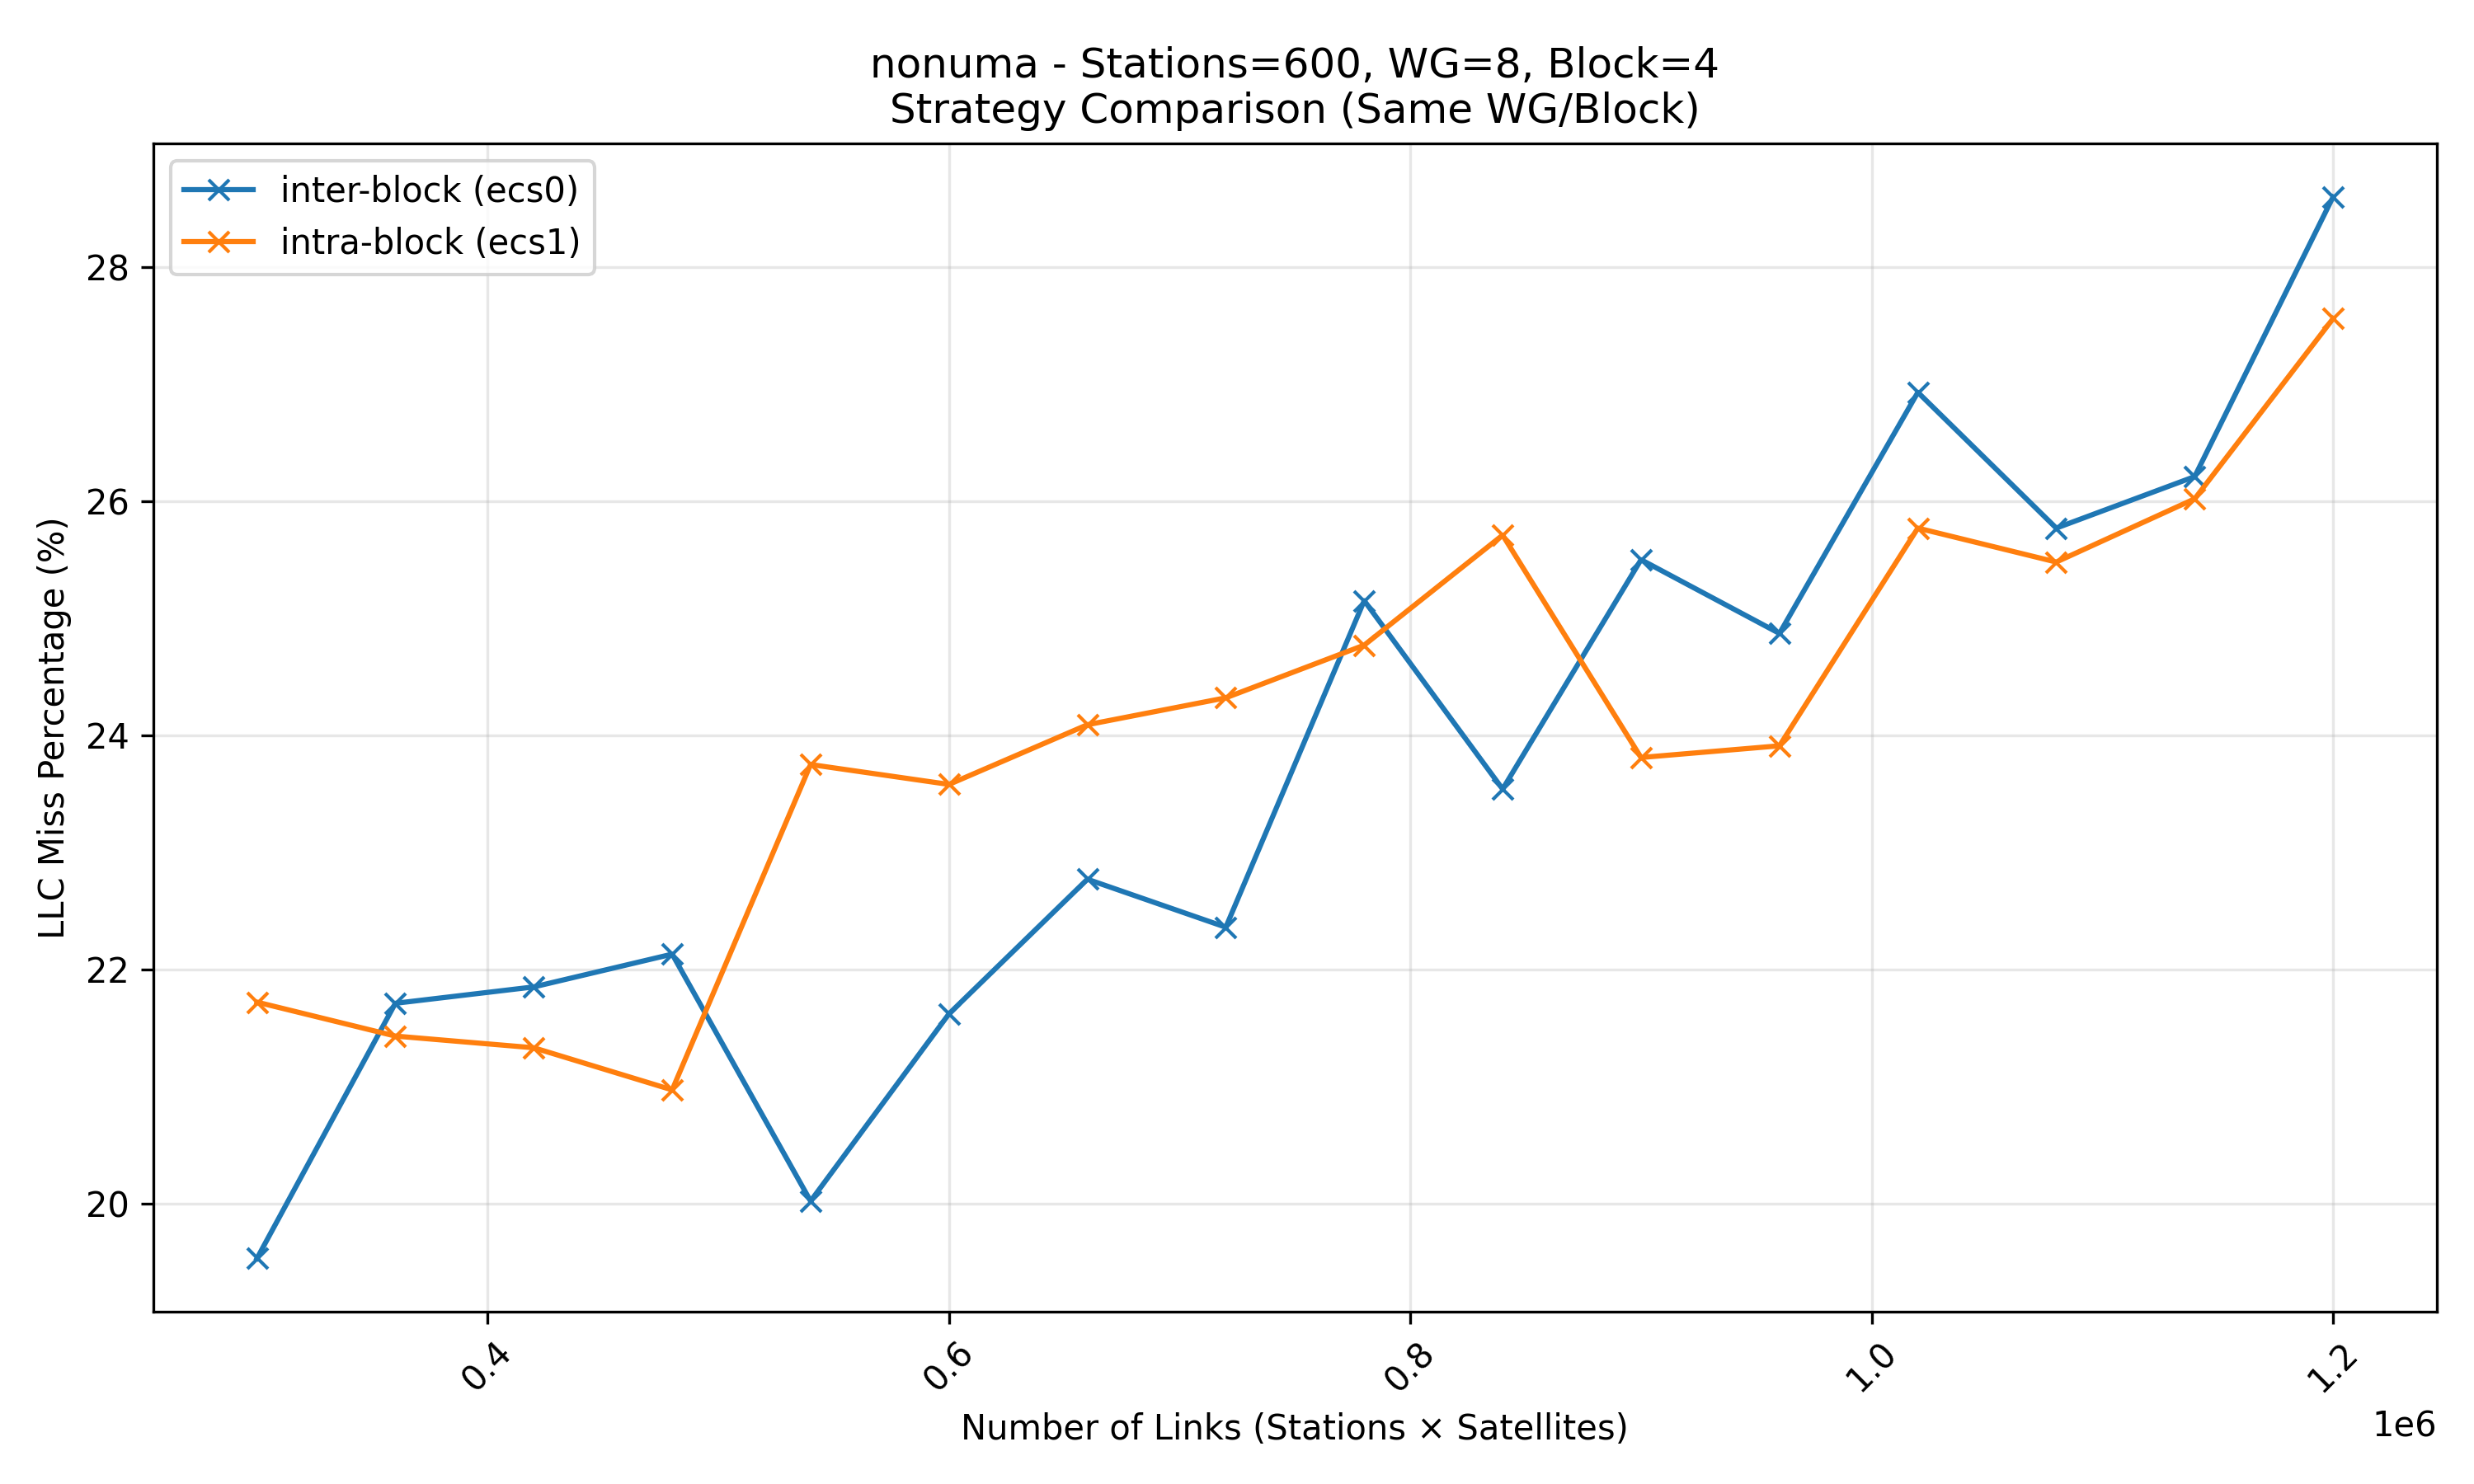 nonuma - Stations=600, WG=8, Block=4
Strategy Comparison (Same WG/Block)
inter-block (ecs0)
intra-block (ecs1)
LLC Miss Percentage (%)
28
26
24
22
20
0.4
0.6
0.8
1.0
1.2
1e6
Number of Links (Stations × Satellites)